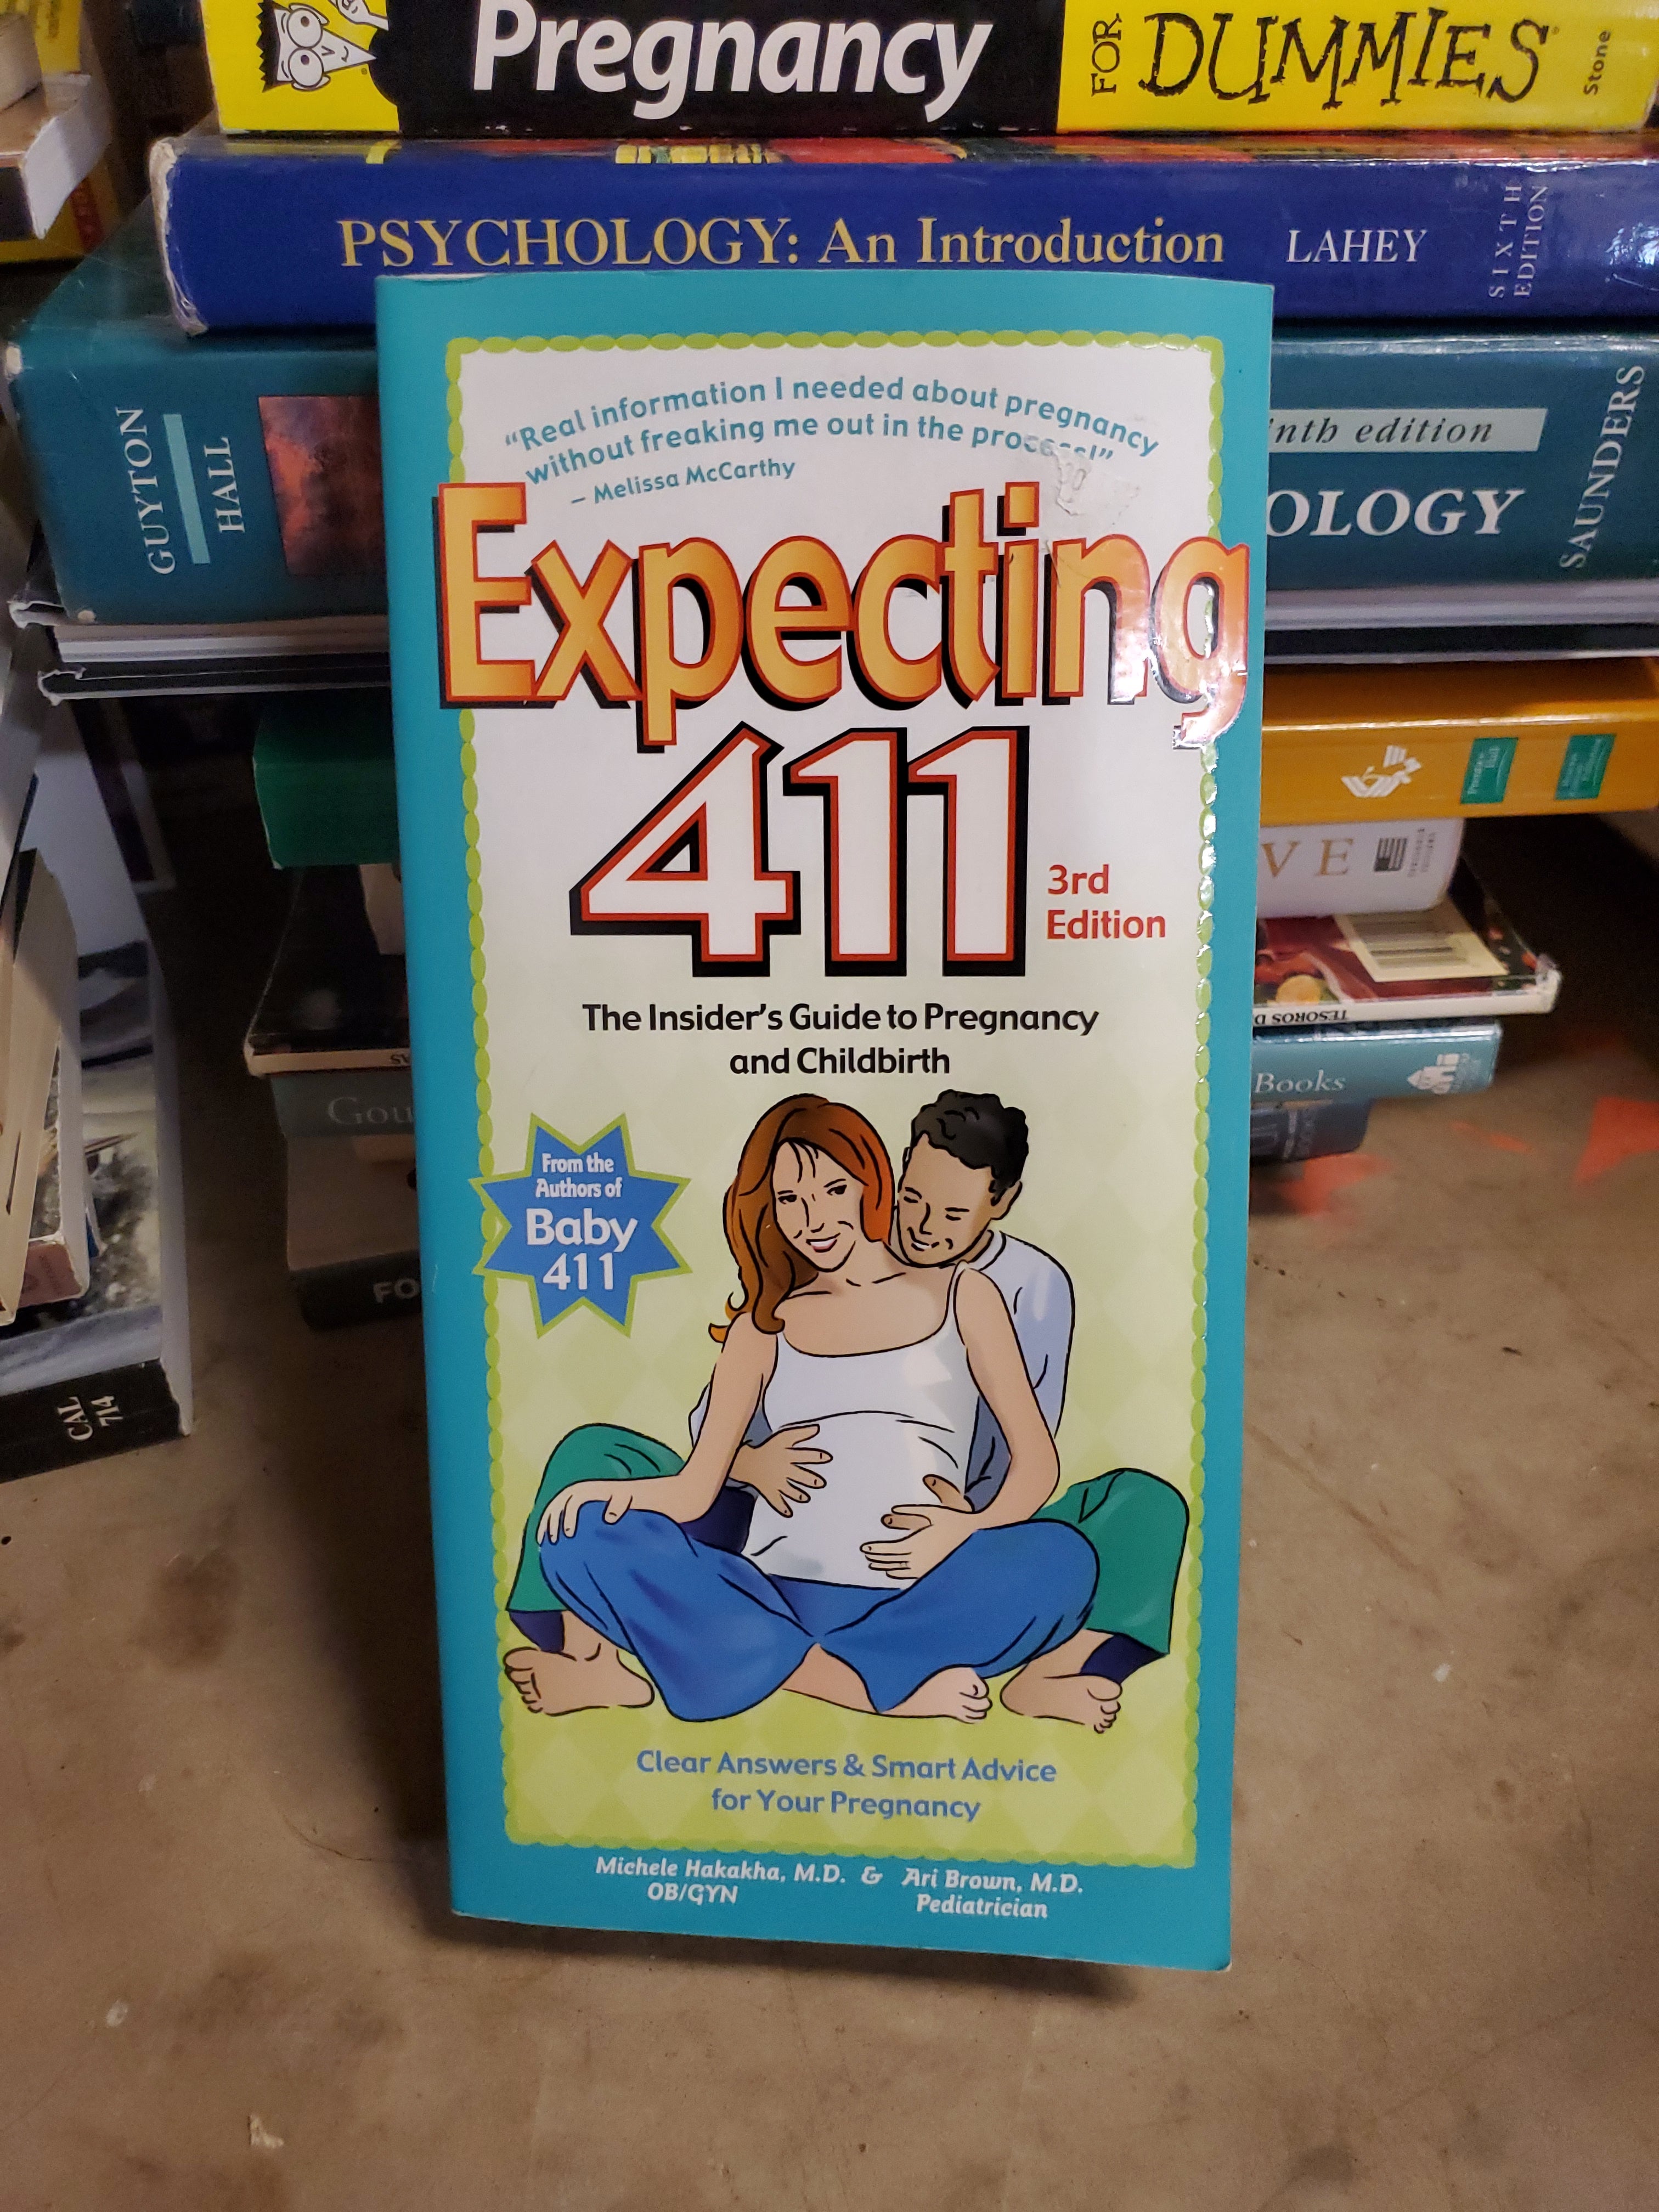 Pregnancy FOR DUMMIES Stone
PSYCHOLOGY: An Introduction LAHEY SIXTH EDITION
GUYTON
HALL
nth edition
OLOGY
SAUNDERS
"Real information I needed about pregnancy
without freaking me out in the process!"
– Melissa McCarthy
Expecting
411
3rd
Edition
The Insider's Guide to Pregnancy
and Childbirth
From the
Authors of
Baby
411
Clear Answers & Smart Advice
for Your Pregnancy
Michele Hakakha, M.D. & Ari Brown, M.D.
OB/GYN Pediatrician
VE
TESOROS D
Books
Gou
FO
CAL
714